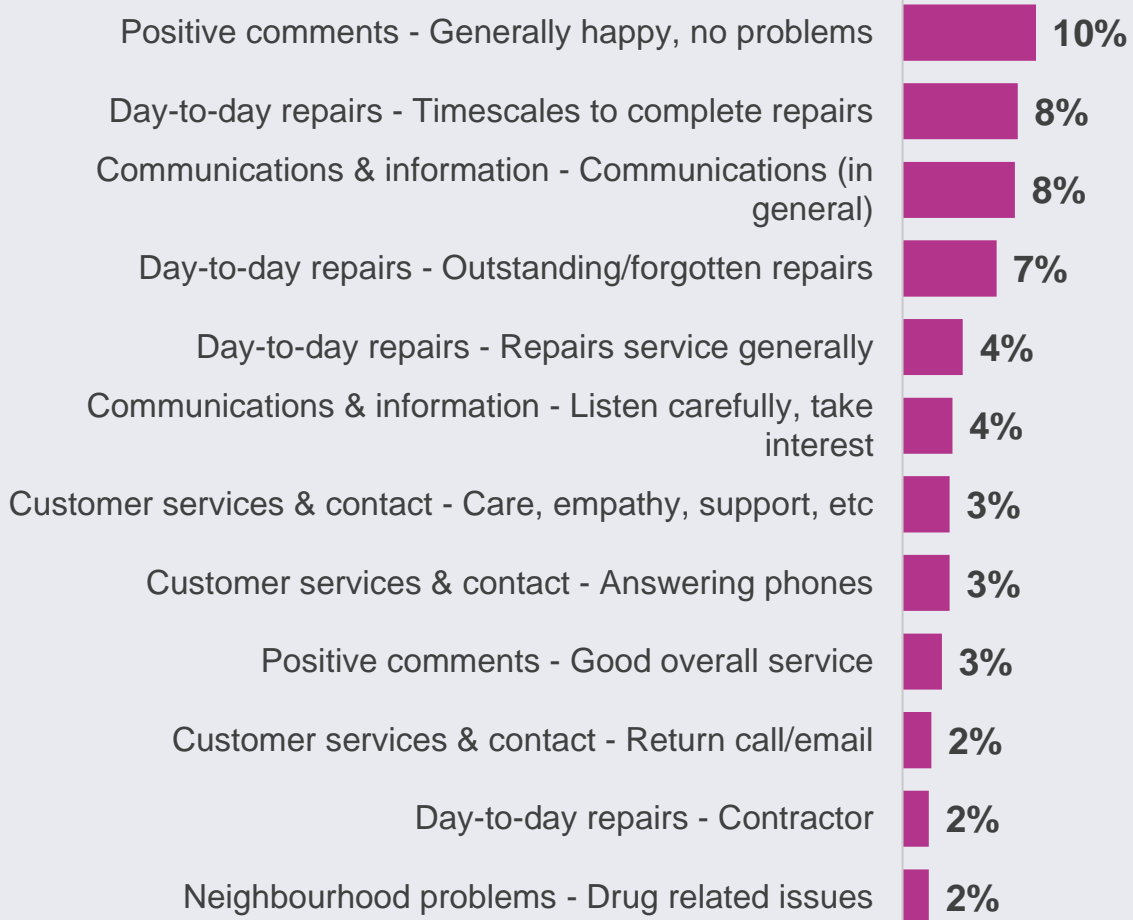 Positive comments - Generally happy, no problems 10%
Day-to-day repairs - Timescales to complete repairs 8%
Communications & information - Communications (in
general) 8%
Day-to-day repairs - Outstanding/forgotten repairs 7%
Day-to-day repairs - Repairs service generally 4%
Communications & information - Listen carefully, take
interest 4%
Customer services & contact - Care, empathy, support, etc 3%
Customer services & contact - Answering phones 3%
Positive comments - Good overall service 3%
Customer services & contact - Return call/email 2%
Day-to-day repairs - Contractor 2%
Neighbourhood problems - Drug related issues 2%